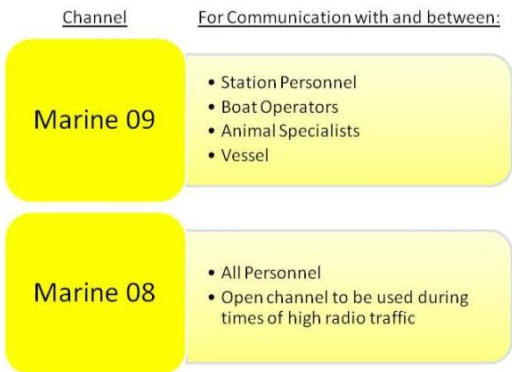 Channel
For Communication with and between:
Marine 09
• Station Personnel
• Boat Operators
• Animal Specialists
• Vessel
Marine 08
• All Personnel
• Open channel to be used during
times of high radio traffic